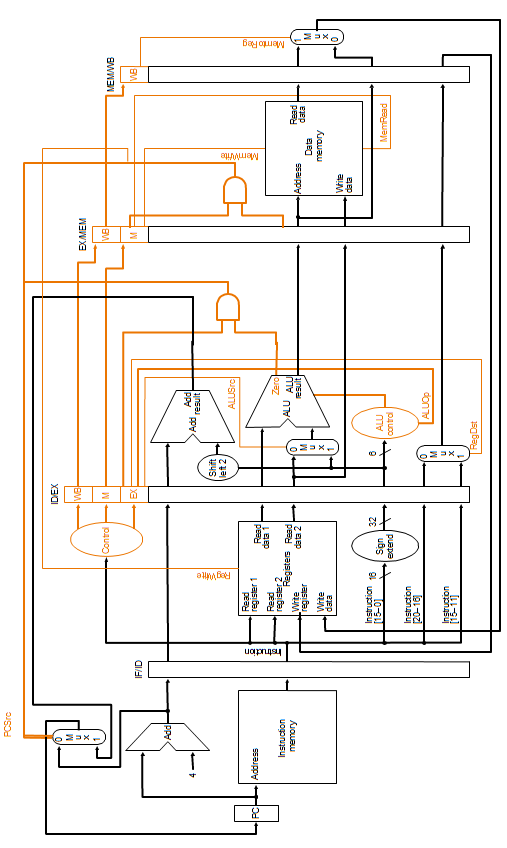 PCSrc
0
M
u
x
1
PC
4
Add
Address
Instruction
memory
IF/ID
Instruction
RegWrite
Control
Read
register 1
Read
register 2
Registers
Write
register
Write
data
Read
data 1
Read
data 2
Instruction
[15–0]
Instruction
[20–16]
Instruction
[15–11]
16
Sign
extend
32
ID/EX
WB
M
EX
Shift
left 2
Add
Add
result
ALUSrc
0
M
u
x
1
Zero
ALU
ALU
result
6
ALU
control
ALUOp
0
M
u
x
1
RegDst
EX/MEM
WB
M
MemWrite
Address
Data
memory
Read
data
Write
data
MemRead
MEM/WB
WB
MemtoReg
1
M
u
x
0